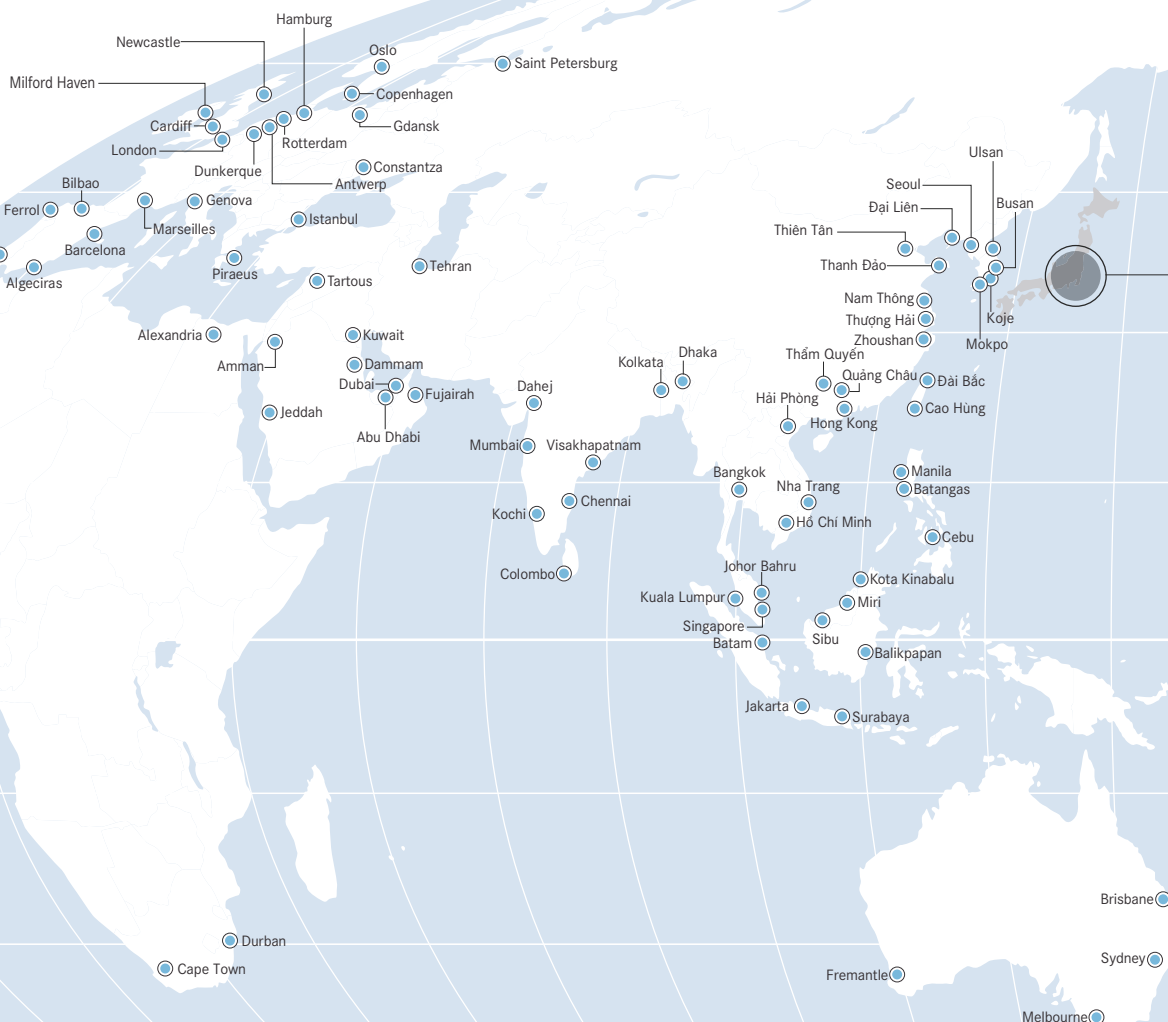 Hamburg
Newcastle
Oslo
Saint Petersburg
Milford Haven
Copenhagen
Cardiff
Gdansk
Rotterdam
London
Ulsan
Dunkerque
Constantza
Bilbao
Antwerp
Seoul
Ferrol
Genova
Busan
Đại Liên
Istanbul
Marseilles
Thiên Tân
Barcelona
Piraeus
Tehran
Thanh Đảo
Algeciras
Tartous
Nam Thông
Thượng Hải
Koje
Alexandria
Kuwait
Zhoushan
Mokpo
Amman
Dammam
Kolkata
Dhaka
Thẩm Quyến
Quảng Châu
Đài Bắc
Dubai
Fujairah
Dahej
Hải Phòng
Jeddah
Cao Hùng
Hong Kong
Abu Dhabi
Mumbai
Visakhapatnam
Bangkok
Manila
Nha Trang
Batangas
Chennai
Kochi
Hồ Chí Minh
Cebu
Colombo
Johor Bahru
Kota Kinabalu
Kuala Lumpur
Miri
Singapore
Sibu
Batam
Balikpapan
Jakarta
Surabaya
Brisbane
Durban
Sydney
Cape Town
Fremantle
Melbourne